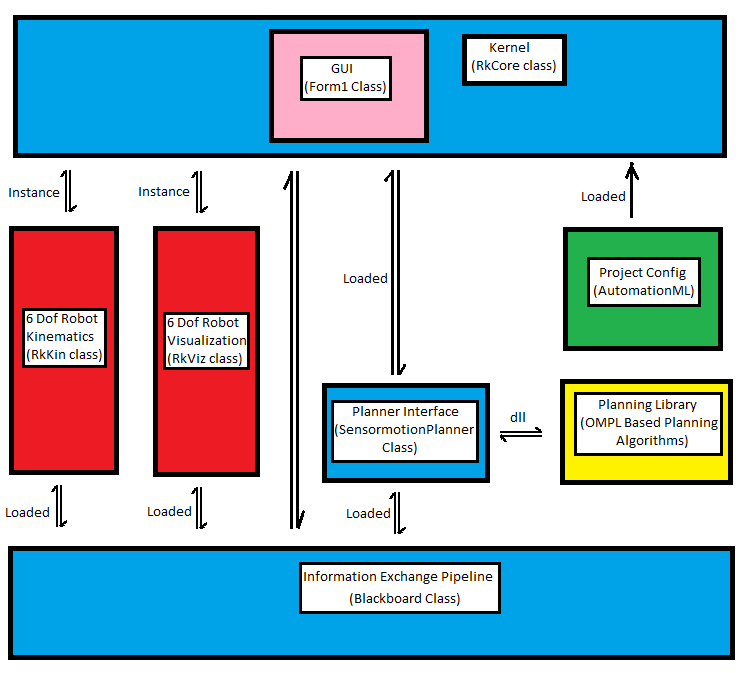 GUI
(Form1 Class)
Kernel
(RkCore class)
Instance
Instance
Loaded
Loaded
Project Config
(AutomationML)
6 Dof Robot
Kinematics
(RkKin class)
6 Dof Robot
Visualization
(RkViz class)
Planner Interface
(SensormotionPlanner
Class)
dll
Planning Library
(OMPL Based Planning
Algorithms)
Loaded
Loaded
Loaded
Information Exchange Pipeline
(Blackboard Class)